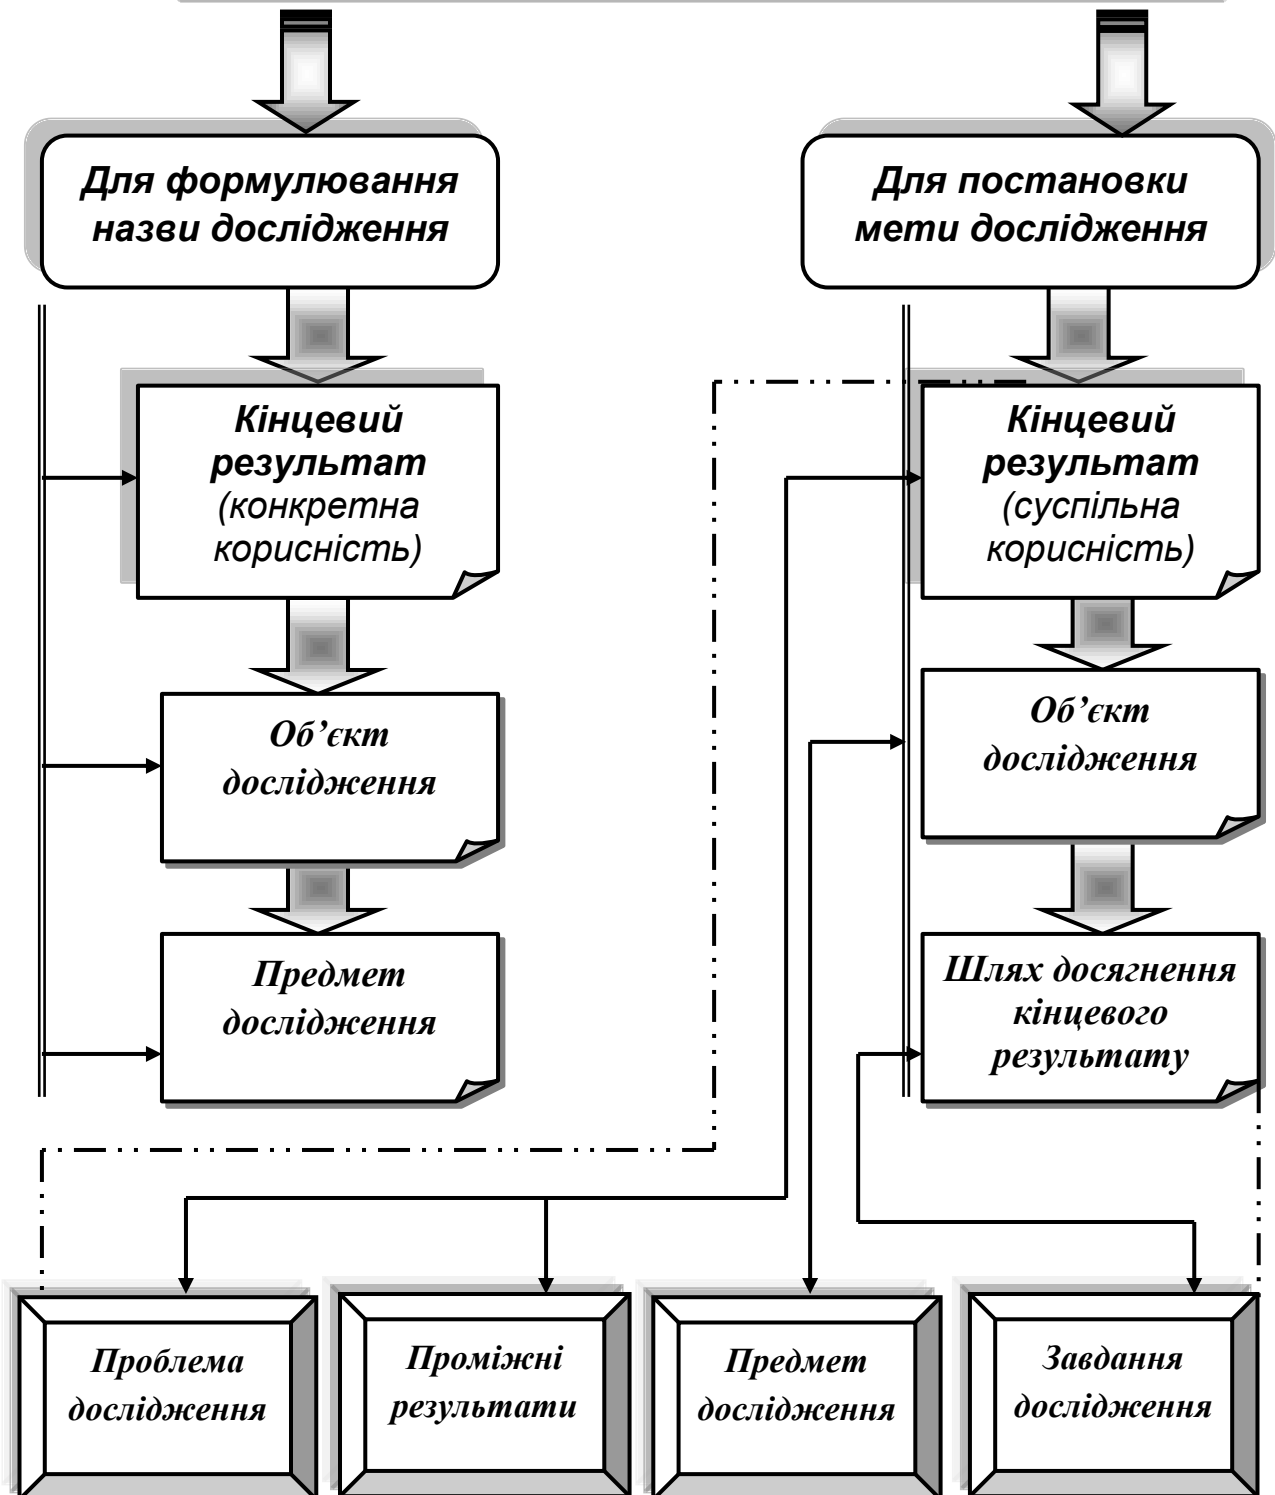 Для формулювання
назви дослідження
Для постановки
мети дослідження
Кінцевий
результат
(конкретна
корисність)
Кінцевий
результат
(суспільна
корисність)
Об’єкт
дослідження
Об’єкт
дослідження
Предмет
дослідження
Шлях досягнення
кінцевого
результату
Проблема
дослідження
Проміжні
результати
Предмет
дослідження
Завдання
дослідження